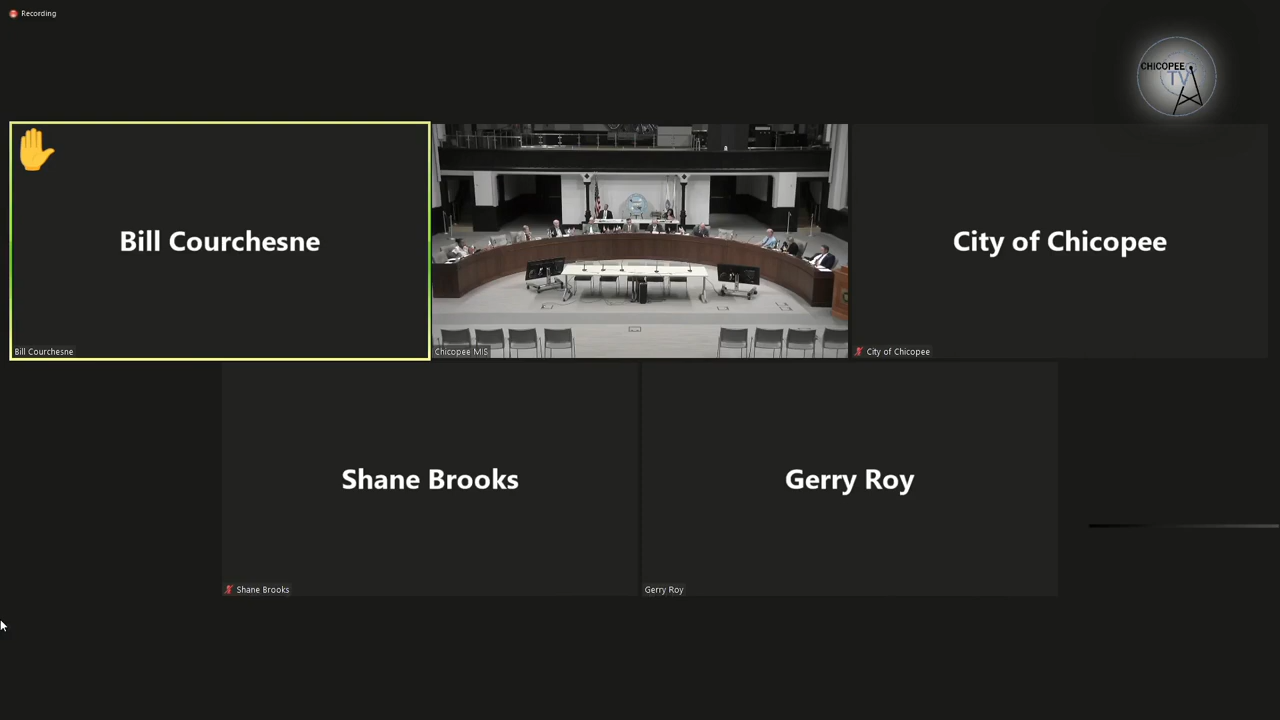 Recording
CHICOPEE
TV
Bill Courchesne
City of Chicopee
Bill Courchesne
Chicopee-MIS
City of Chicopee
Shane Brooks
Gerry Roy
Shane Brooks
Gerry Roy